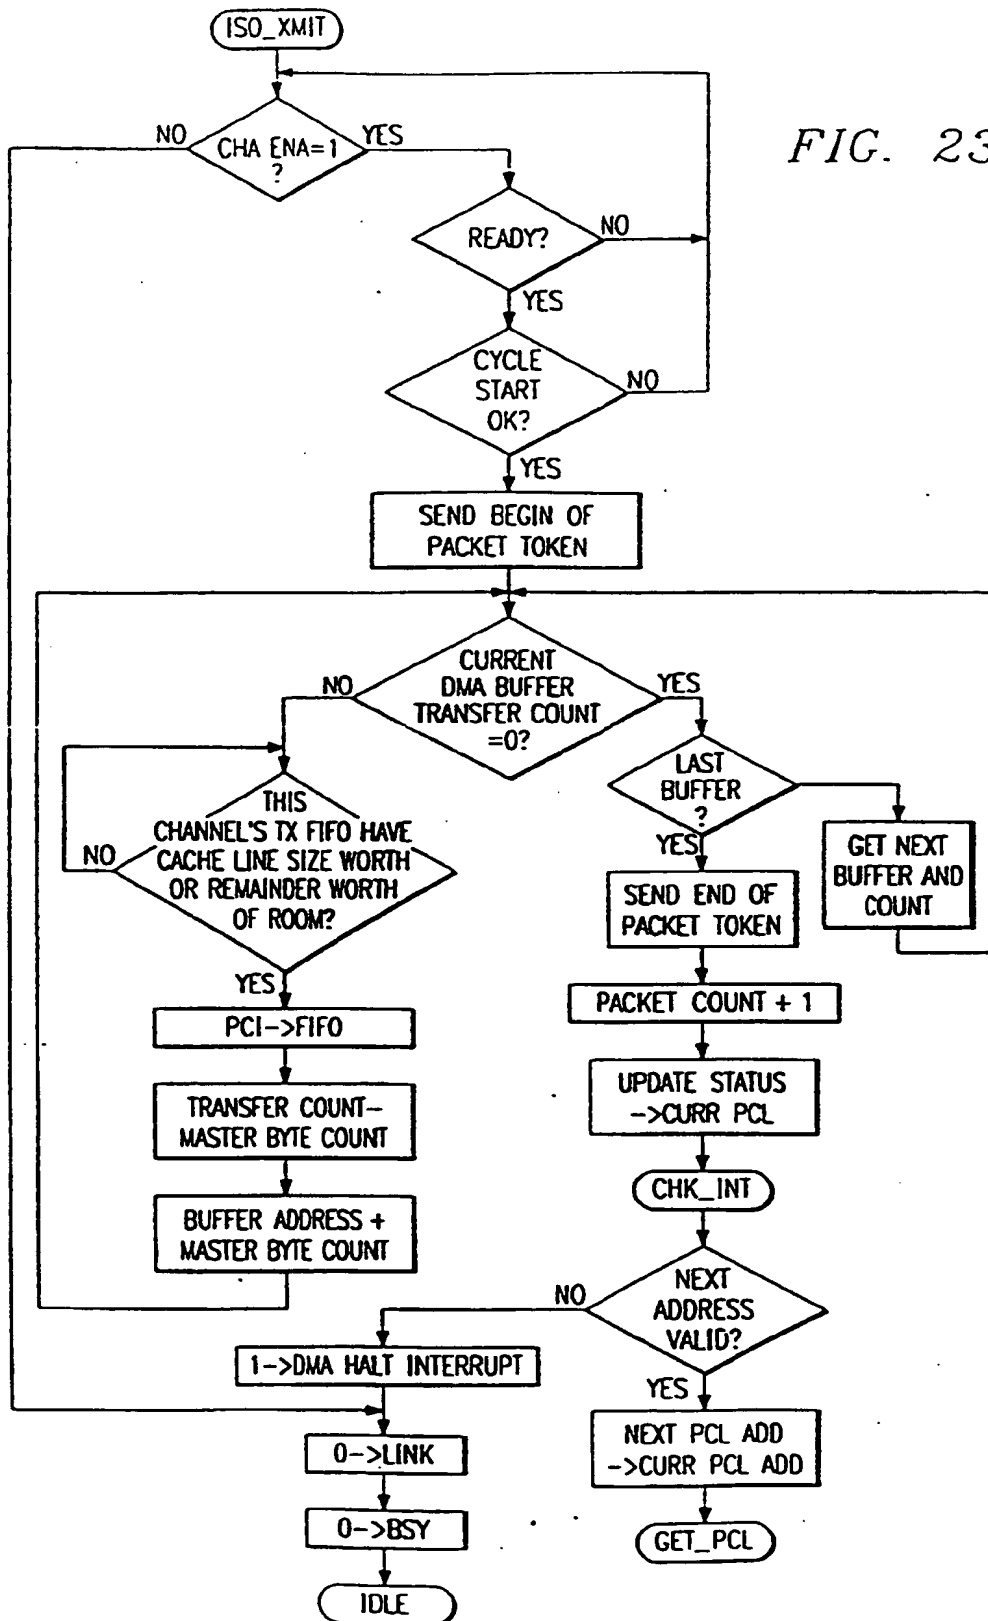 ISO_XMIT
FIG. 23
NO
CHA ENA=1
?
YES
READY?
NO
YES
CYCLE
START
OK?
NO
YES
SEND BEGIN OF
PACKET TOKEN
CURRENT
DMA BUFFER
TRANSFER COUNT
=0?
NO
YES
LAST
BUFFER
?
YES
GET NEXT
BUFFER AND
COUNT
THIS
CHANNEL'S TX FIFO HAVE
CACHE LINE SIZE WORTH
OR REMAINDER WORTH
OF ROOM?
NO
YES
SEND END OF
PACKET TOKEN
PCI->FIFO
PACKET COUNT + 1
TRANSFER COUNT–
MASTER BYTE COUNT
UPDATE STATUS
->CURR PCL
BUFFER ADDRESS +
MASTER BYTE COUNT
CHK_INT
NEXT
ADDRESS
VALID?
NO
YES
1->DMA HALT INTERRUPT
NEXT PCL ADD
->CURR PCL ADD
0->LINK
0->BSY
GET_PCL
IDLE